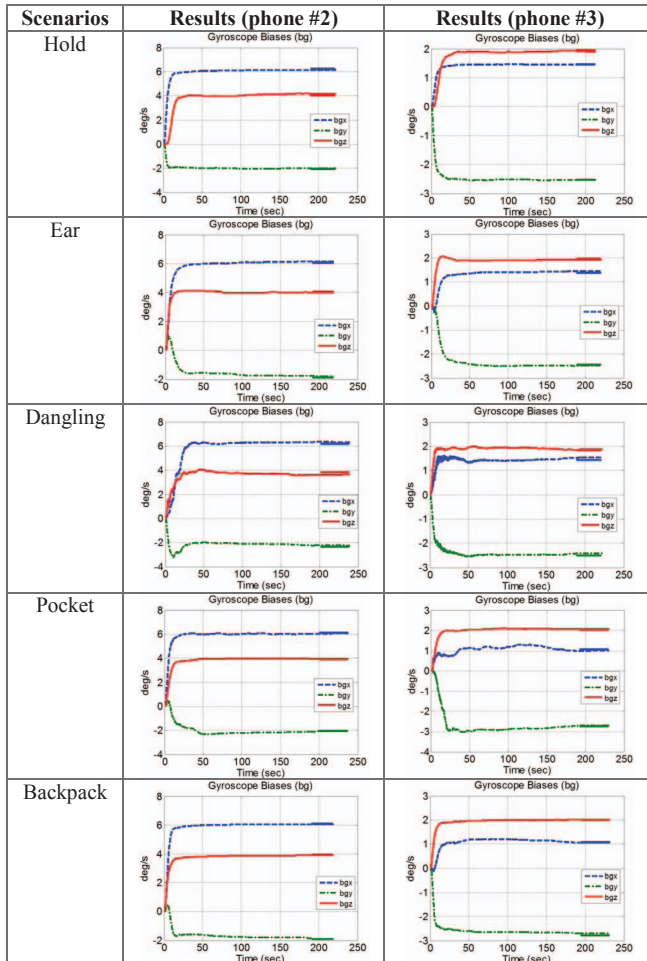 Scenarios Results (phone #2) Results (phone #3)
Hold
Gyroscope Biases (bg)
deg/s
8
6
4
2
0
-2
-4
bgx
bgy
bgz
0 50 100 150 200 250
Time (sec)
Gyroscope Biases (bg)
deg/s
2
1
0
-1
-2
-3
bgx
bgy
bgz
0 50 100 150 200 250
Time (sec)
Ear
Gyroscope Biases (bg)
deg/s
8
6
4
2
0
-2
bgx
bgy
bgz
0 50 100 150 200 250
Time (sec)
Gyroscope Biases (bg)
deg/s
3
2
1
0
-1
-2
-3
bgx
bgy
bgz
0 50 100 150 200 250
Time (sec)
Dangling
Gyroscope Biases (bg)
deg/s
8
6
4
2
0
-2
-4
bgx
bgy
bgz
0 50 100 150 200 250
Time (sec)
Gyroscope Biases (bg)
deg/s
3
2
1
0
-1
-2
-3
bgx
bgy
bgz
0 50 100 150 200 250
Time (sec)
Pocket
Gyroscope Biases (bg)
deg/s
8
6
4
2
0
-2
-4
bgx
bgy
bgz
0 50 100 150 200 250
Time (sec)
Gyroscope Biases (bg)
deg/s
3
2
1
0
-1
-2
-3
-4
bgx
bgy
bgz
0 50 100 150 200 250
Time (sec)
Backpack
Gyroscope Biases (bg)
deg/s
8
6
4
2
0
-2
bgx
bgy
bgz
0 50 100 150 200 250
Time (sec)
Gyroscope Biases (bg)
deg/s
3
2
1
0
-1
-2
-3
bgx
bgy
bgz
0 50 100 150 200 250
Time (sec)